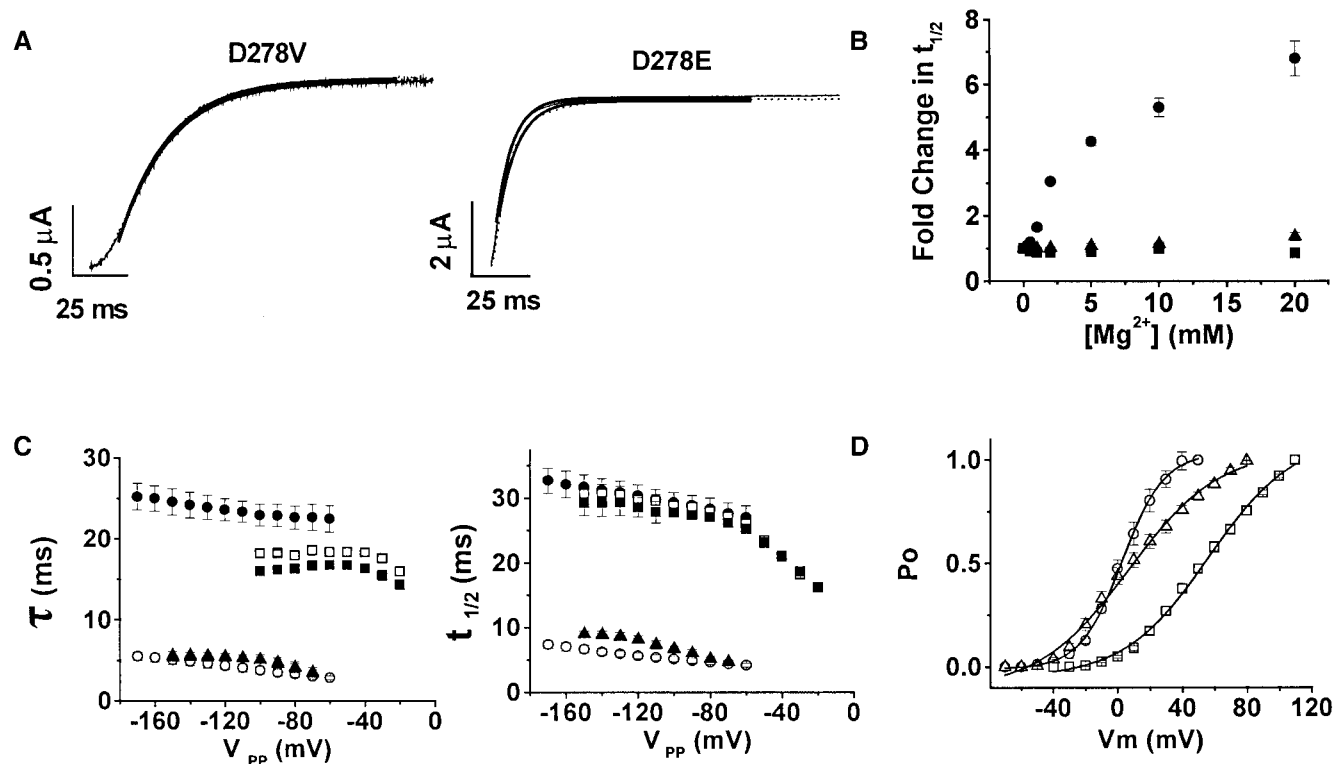 A
D278V
0.5 μA
25 ms
D278E
2 μA
25 ms
B
Fold Change in t1/2
8
6
4
2
0
0 5 10 15 20
[Mg2+] (mM)
C
τ (ms)
30
20
10
0
-160 -120 -80 -40 0
VPP (mV)
t 1/2 (ms)
30
20
10
0
-160 -120 -80 -40 0
VPP (mV)
D
Po
1.0
0.5
0.0
-40 0 40 80 120
Vm (mV)